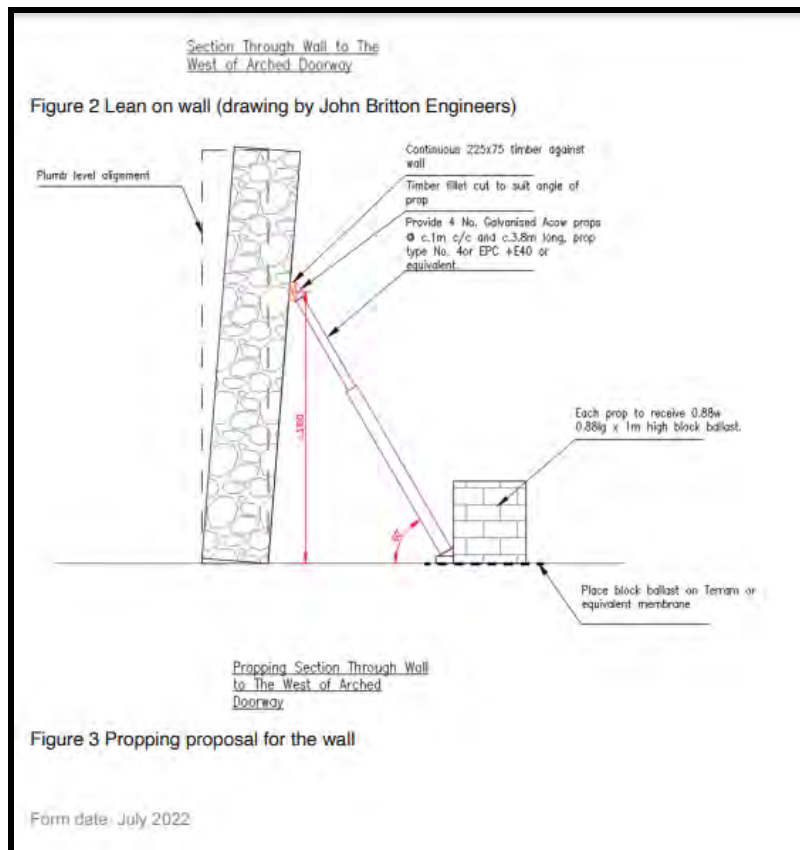 Section Through Wall to The
West of Arched Doorway
Figure 2 Lean on wall (drawing by John Britton Engineers)
Plumb level alignment
Continuous 225x75 timber against
wall
Timber fillet cut to suit angle of
prop
Provide 4 No. Galvanised Acow props
@ c.1m c/c and c.3.8m long, prop
type No. 4or EPC +E40 or
equivalent.
Each prop to receive 0.88w
0.88lg x 1m high block ballast.
Place block ballast on Terram or
equivalent membrane
Propping Section Through Wall
to The West of Arched
Doorway
Figure 3 Propping proposal for the wall
Form date July 2022